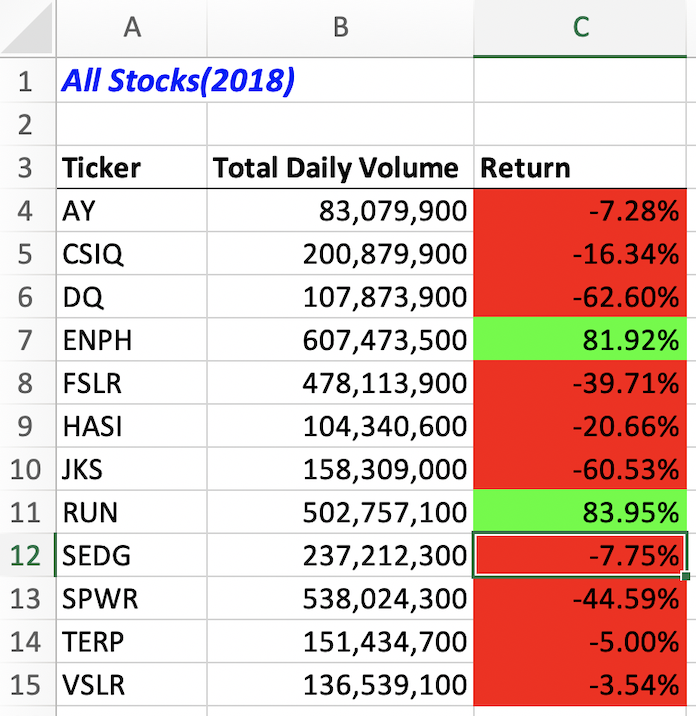 A B C
1 All Stocks(2018)
2
3 Ticker Total Daily Volume Return
4 AY 83,079,900 -7.28%
5 CSIQ 200,879,900 -16.34%
6 DQ 107,873,900 -62.60%
7 ENPH 607,473,500 81.92%
8 FSLR 478,113,900 -39.71%
9 HASI 104,340,600 -20.66%
10 JKS 158,309,000 -60.53%
11 RUN 502,757,100 83.95%
12 SEDG 237,212,300 -7.75%
13 SPWR 538,024,300 -44.59%
14 TERP 151,434,700 -5.00%
15 VSLR 136,539,100 -3.54%